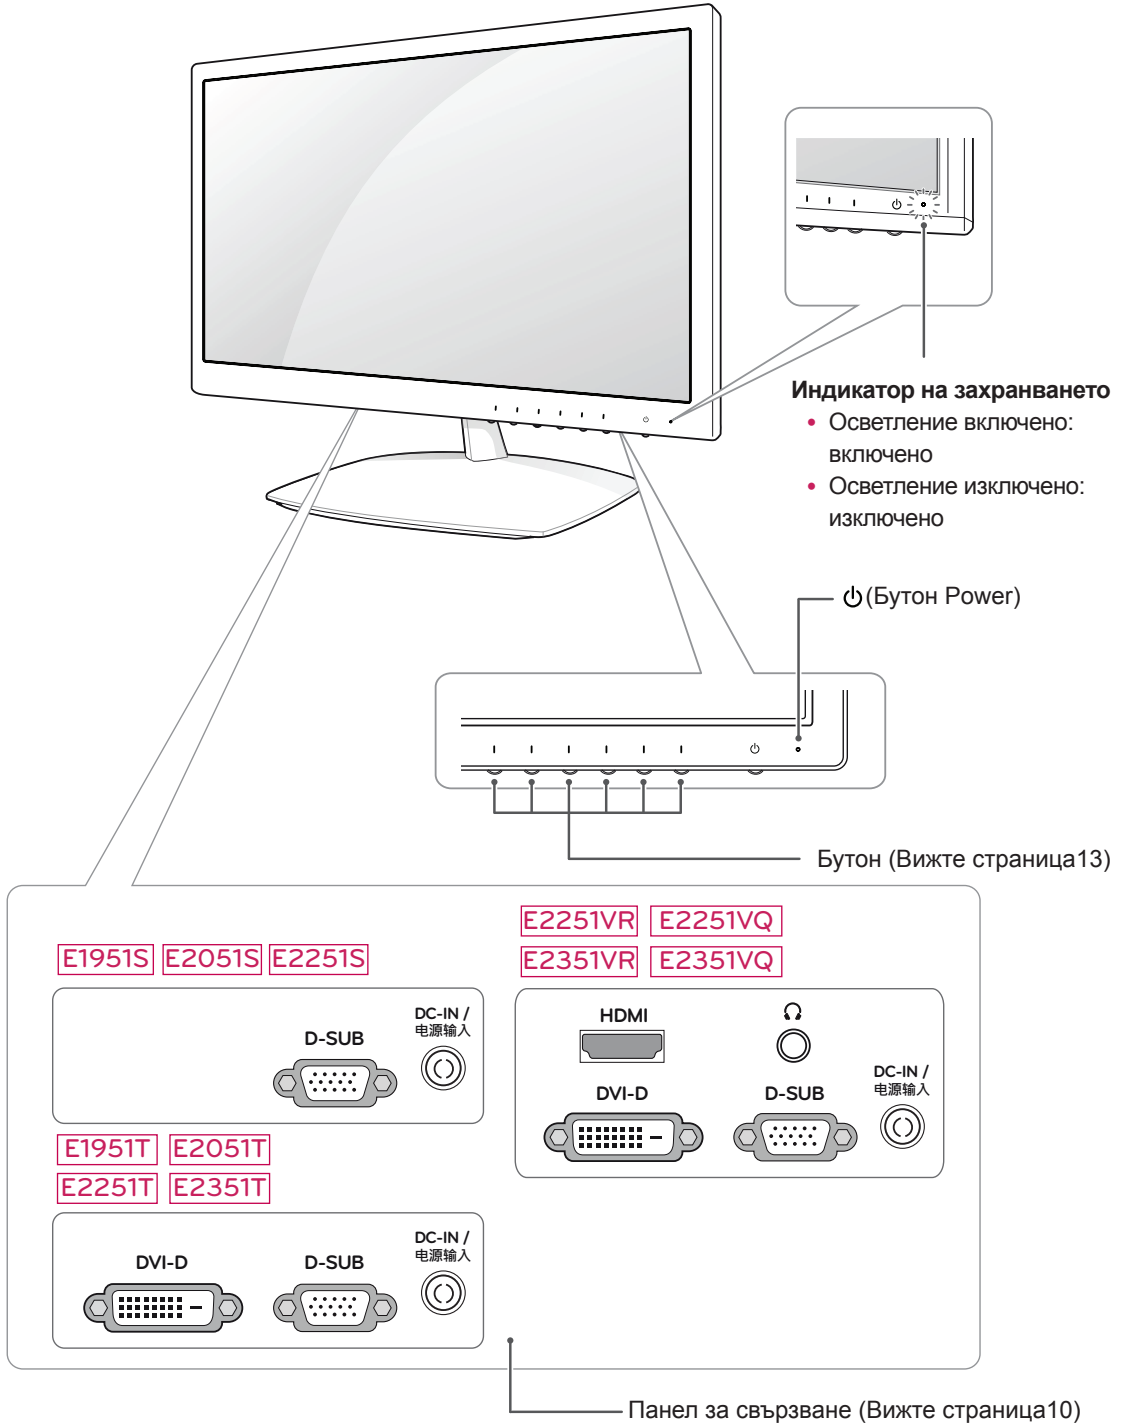 Индикатор на захранването
• Осветление включено:
включено
• Осветление изключено:
изключено
(Бутон Power)
Бутон (Вижте страница13)
E2251VR E2251VQ
E2351VR E2351VQ
E1951S E2051S E2251S
D-SUB
DC-IN /
电源输入
HDMI
DVI-D
D-SUB
DC-IN /
电源输入
E1951T E2051T
E2251T E2351T
DVI-D
D-SUB
DC-IN /
电源输入
Панел за свързване (Вижте страница10)